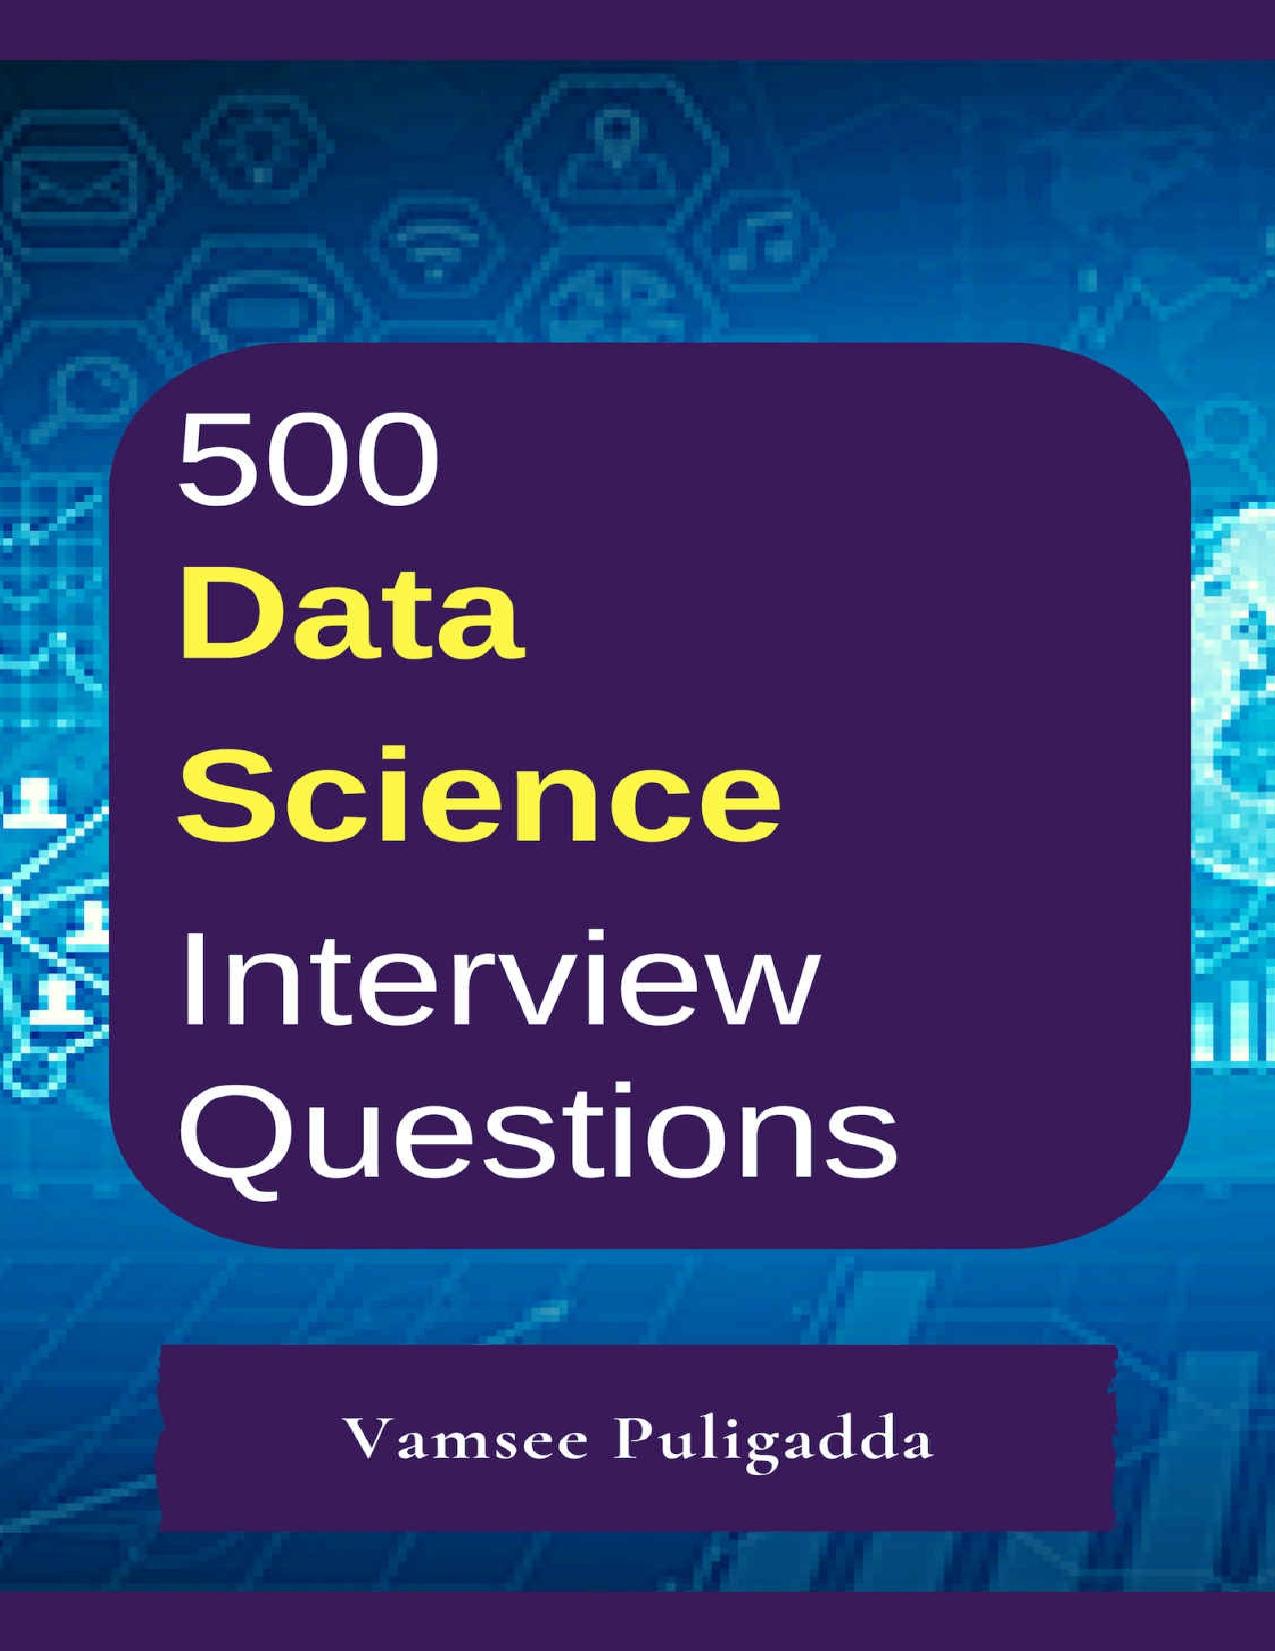 500
Data
Science
Interview
Questions
Vamsee Puligadda